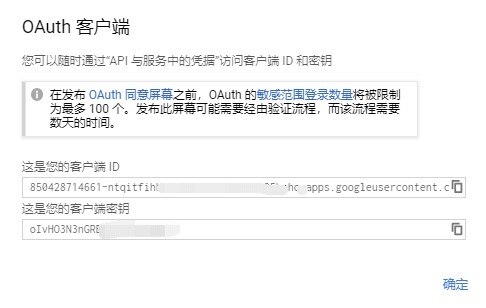 OAuth 客户端
您可以随时通过“API 与服务中的凭据”访问客户端 ID 和密钥
在发布 OAuth 同意屏幕之前，OAuth 的敏感范围登录数量将被限制
为最多 100 个。发布此屏幕可能需要经由验证流程，而该流程需要
数天的时间。
这是您的客户端 ID
850428714661-ntqitfih apps.googleusercontent.c
这是您的客户端密钥
oIvHO3N3nGR
确定